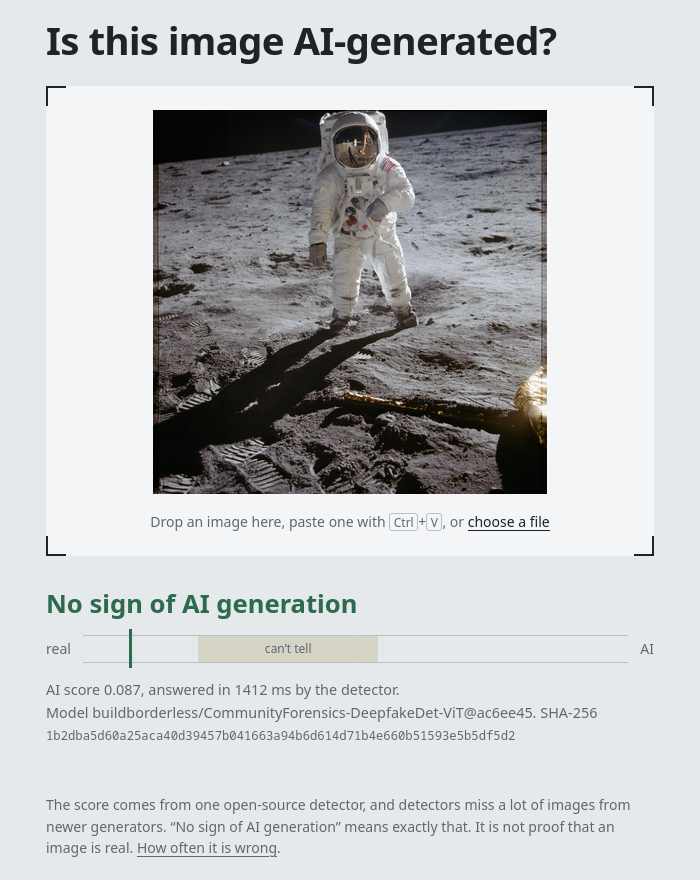 Is this image AI-generated?
Drop an image here, paste one with Ctrl+V, or choose a file
No sign of AI generation
real
can't tell
AI
AI score 0.087, answered in 1412 ms by the detector.
Model buildborderless/CommunityForensics-DeepfakeDet-ViT@ac6ee45. SHA-256
1b2dba5d60a25aca40d39457b041663a94b6d614d71b4e660b51593e5b5df5d2
The score comes from one open-source detector, and detectors miss a lot of images from
newer generators. “No sign of AI generation” means exactly that. It is not proof that an
image is real. How often it is wrong.